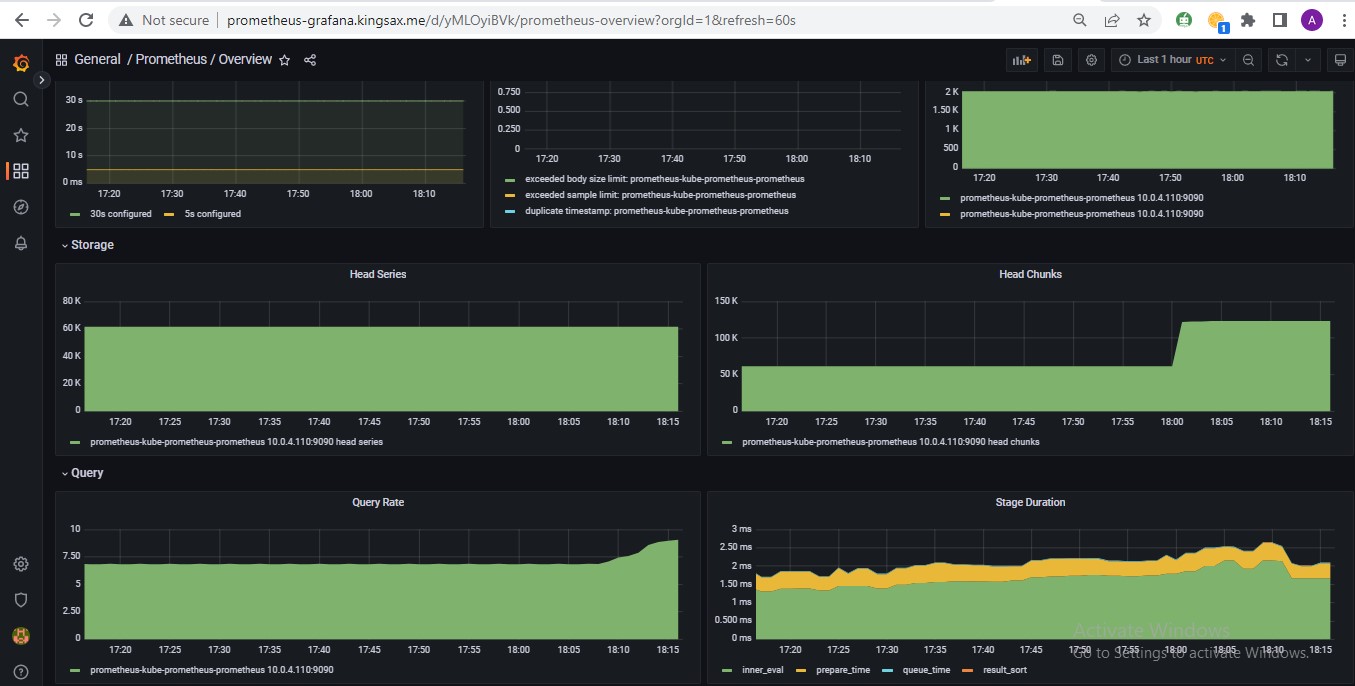 Not secure prometheus-grafana.kingsax.me/d/yMLOyiBVk/prometheus-overview?orgId=1&refresh=60s 1 A
General / Prometheus / Overview Last 1 hour UTC
30 s
20 s
10 s
0 ms
17:20 17:30 17:40 17:50 18:00 18:10
30s configured 5s configured
0.750
0.500
0.250
0
17:20 17:30 17:40 17:50 18:00 18:10
exceeded body size limit: prometheus-kube-prometheus-prometheus
exceeded sample limit: prometheus-kube-prometheus-prometheus
duplicate timestamp: prometheus-kube-prometheus-prometheus
2 K
1.50 K
1 K
500
0
17:20 17:30 17:40 17:50 18:00 18:10
prometheus-kube-prometheus-prometheus 10.0.4.110:9090
prometheus-kube-prometheus-prometheus 10.0.4.110:9090
Storage
Head Series
80 K
60 K
40 K
20 K
0
17:20 17:25 17:30 17:35 17:40 17:45 17:50 17:55 18:00 18:05 18:10 18:15
prometheus-kube-prometheus-prometheus 10.0.4.110:9090 head series
Head Chunks
150 K
100 K
50 K
0
17:20 17:25 17:30 17:35 17:40 17:45 17:50 17:55 18:00 18:05 18:10 18:15
prometheus-kube-prometheus-prometheus 10.0.4.110:9090 head chunks
Query
Query Rate
10
7.50
5
2.50
0
17:20 17:25 17:30 17:35 17:40 17:45 17:50 17:55 18:00 18:05 18:10 18:15
prometheus-kube-prometheus-prometheus 10.0.4.110:9090
Stage Duration
3 ms
2.50 ms
2 ms
1.50 ms
1 ms
0.500 ms
0 ms
17:20 17:25 17:30 17:35 17:40 17:45 17:50 17:55 18:00 18:05 18:10 18:15
inner_eval prepare_time queue_time result_sort
Activate Windows
Go to Settings to activate Windows.